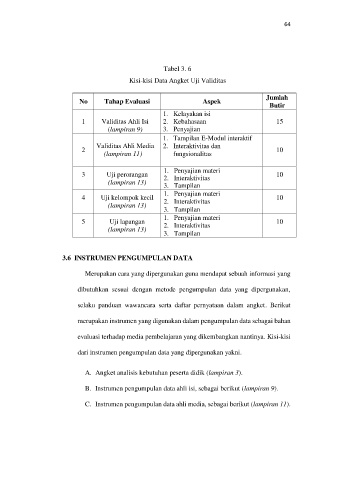 64
Tabel 3. 6
Kisi-kisi Data Angket Uji Validitas
No Tahap Evaluasi Aspek Jumlah Butir
1 Validitas Ahli Isi (lampiran 9) 1. Kelayakan isi 2. Kebahasaan 3. Penyajian 15
2 Validitas Ahli Media (lampiran 11) 1. Tampilan E-Modul interaktif 2. Interaktivitas dan fungsionalitas 10
3 Uji perorangan (lampiran 13) 1. Penyajian materi 2. Interaktivitas 3. Tampilan 10
4 Uji kelompok kecil (lampiran 13) 1. Penyajian materi 2. Interaktivitas 3. Tampilan 10
5 Uji lapangan (lampiran 13) 1. Penyajian materi 2. Interaktivitas 3. Tampilan 10
3.6 INSTRUMEN PENGUMPULAN DATA
Merupakan cara yang dipergunakan guna mendapat sebuah informasi yang
dibutuhkan sesuai dengan metode pengumpulan data yang dipergunakan,
selaku panduan wawancara serta daftar pernyataan dalam angket. Berikut
merupakan instrumen yang digunakan dalam pengumpulan data sebagai bahan
evaluasi terhadap media pembelajaran yang dikembangkan nantinya. Kisi-kisi
dari instrumen pengumpulan data yang dipergunakan yakni.
A. Angket analisis kebutuhan peserta didik (lampiran 3).
B. Instrumen pengumpulan data ahli isi, sebagai berikut (lampiran 9).
C. Instrumen pengumpulan data ahli media, sebagai berikut (lampiran 11).